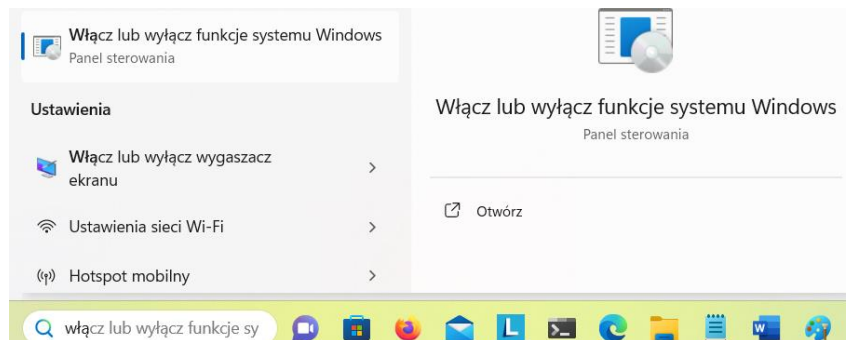 Włącz lub wyłącz funkcje systemu Windows
Panel sterowania
Ustawienia
Włącz lub wyłącz wygaszacz
ekranu
Ustawienia sieci Wi-Fi
Hotspot mobilny
Włącz lub wyłącz funkcje systemu Windows
Panel sterowania
Otwórz
włącz lub wyłącz funkcje sy